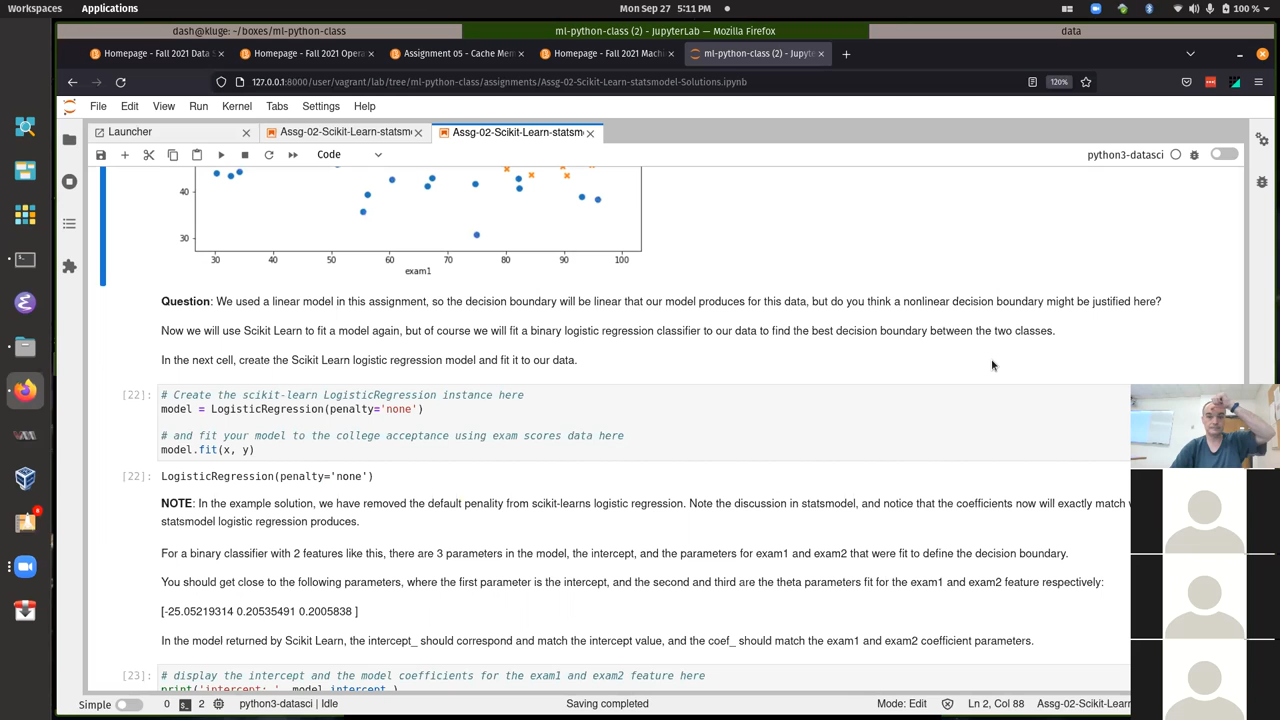 Workspaces Applications Mon Sep 27 5:11 PM 100 %
dash@kluge: ~/boxes/ml-python-class ml-python-class (2) - JupyterLab — Mozilla Firefox data
Homepage - Fall 2021 Data S Homepage - Fall 2021 Opera Assignment 05 - Cache Mem Homepage - Fall 2021 Machi ml-python-class (2) - Jupyte
127.0.0.1:8000/user/vagrant/lab/tree/ml-python-class/assignments/Assg-02-Scikit-Learn-statsmodel-Solutions.ipynb 120%
File Edit View Run Kernel Tabs Settings Help
Launcher Assg-02-Scikit-Learn-statsm Assg-02-Scikit-Learn-statsm
Code python3-datasci
40
30
30 40 50 60 70 80 90 100
exam1
Question: We used a linear model in this assignment, so the decision boundary will be linear that our model produces for this data, but do you think a nonlinear decision boundary might be justified here?
Now we will use Scikit Learn to fit a model again, but of course we will fit a binary logistic regression classifier to our data to find the best decision boundary between the two classes.
In the next cell, create the Scikit Learn logistic regression model and fit it to our data.
[22]: # Create the scikit-learn LogisticRegression instance here
model = LogisticRegression(penalty='none')
# and fit your model to the college acceptance using exam scores data here
model.fit(x, y)
[22]: LogisticRegression(penalty='none')
NOTE: In the example solution, we have removed the default penality from scikit-learns logistic regression. Note the discussion in statsmodel, and notice that the coefficients now will exactly match
statsmodel logistic regression produces.
For a binary classifier with 2 features like this, there are 3 parameters in the model, the intercept, and the parameters for exam1 and exam2 that were fit to define the decision boundary.
You should get close to the following parameters, where the first parameter is the intercept, and the second and third are the theta parameters fit for the exam1 and exam2 feature respectively:
[-25.05219314 0.20535491 0.2005838 ]
In the model returned by Scikit Learn, the intercept_ should correspond and match the intercept value, and the coef_ should match the exam1 and exam2 coefficient parameters.
[23]: # display the intercept and the model coefficients for the exam1 and exam2 feature here
print('intercept: ', model.intercept_)
Simple 0 2 python3-datasci | Idle Saving completed Mode: Edit Ln 2, Col 88 Assg-02-Scikit-Learn